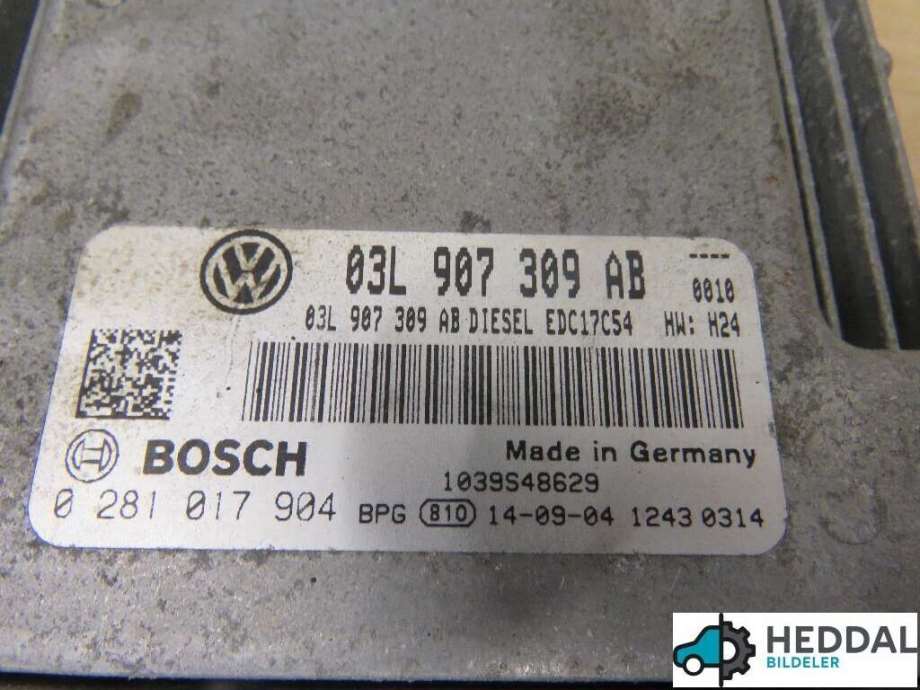 03L 907 309 AB ----
0010
03L 907 309 AB DIESEL EDC17C54 HW: H24
BOSCH Made in Germany
1039S48629
0 281 017 904 BPG 810 14-09-04 1243 0314
HEDDAL
BILDELER